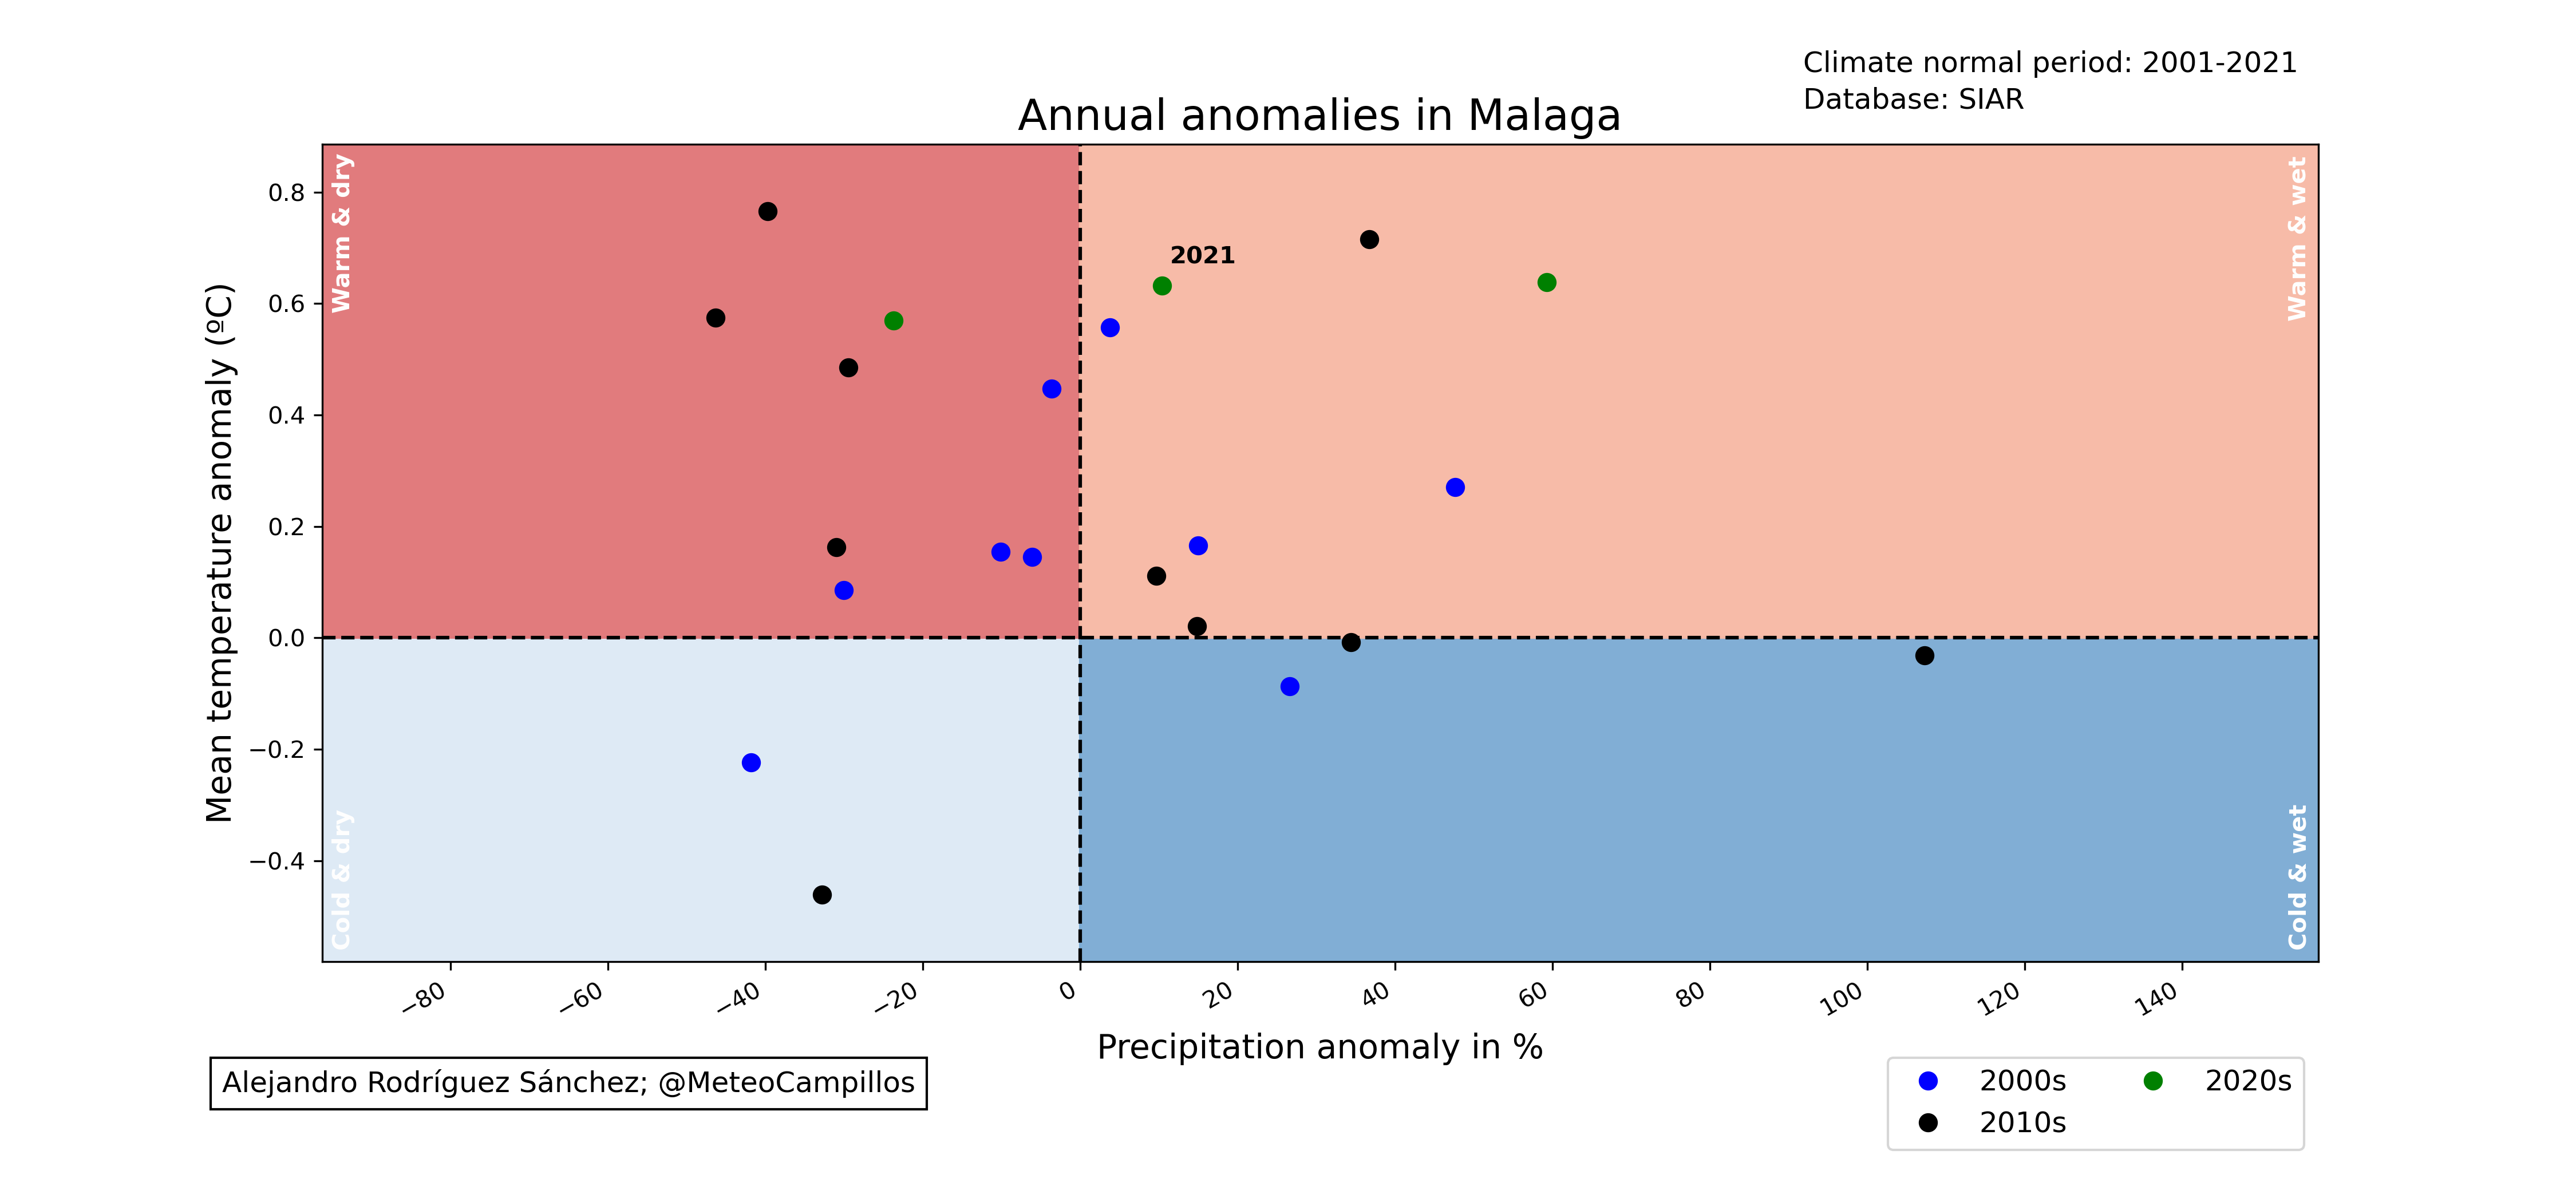 Climate normal period: 2001-2021
Database: SIAR
Annual anomalies in Malaga
Warm & dry
Warm & wet
2021
Cold & dry
Cold & wet
Mean temperature anomaly (ºC)
0.8
0.6
0.4
0.2
0.0
−0.2
−0.4
−80
−60
−40
−20
0
20
40
60
80
100
120
140
Precipitation anomaly in %
Alejandro Rodríguez Sánchez; @MeteoCampillos
2000s
2010s
2020s